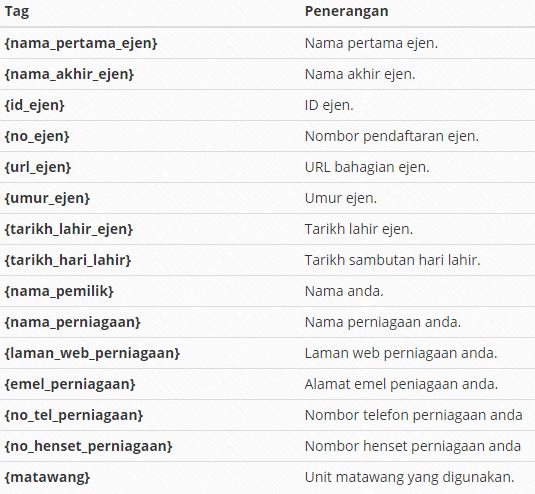 Tag Penerangan
{nama_pertama_ejen} Nama pertama ejen.
{nama_akhir_ejen} Nama akhir ejen.
{id_ejen} ID ejen.
{no_ejen} Nombor pendaftaran ejen.
{url_ejen} URL bahagian ejen.
{umur_ejen} Umur ejen.
{tarikh_lahir_ejen} Tarikh lahir ejen.
{tarikh_hari_lahir} Tarikh sambutan hari lahir.
{nama_pemilik} Nama anda.
{nama_perniagaan} Nama perniagaan anda.
{laman_web_perniagaan} Laman web perniagaan anda.
{emel_perniagaan} Alamat emel peniagaan anda.
{no_tel_perniagaan} Nombor telefon perniagaan anda
{no_henset_perniagaan} Nombor henset perniagaan anda
{matawang} Unit matawang yang digunakan.